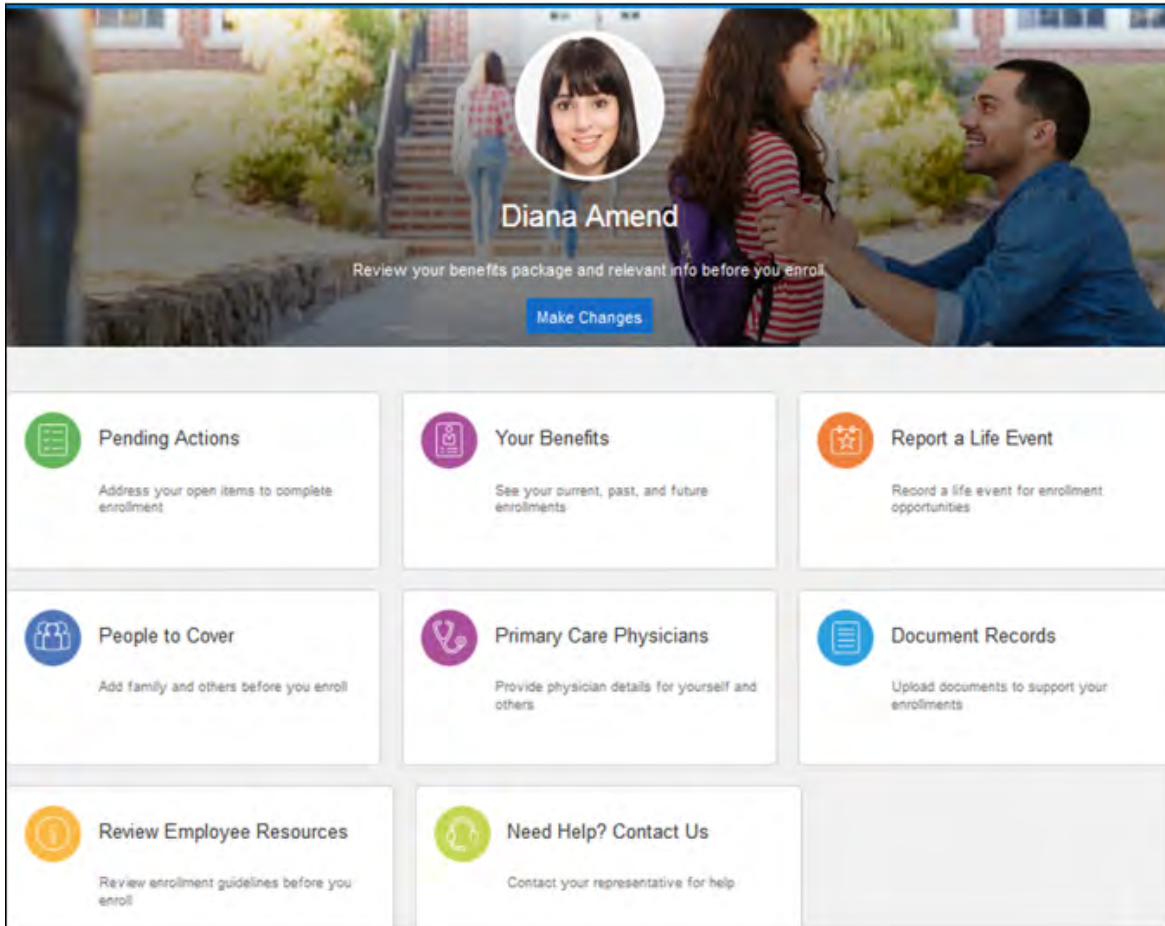 Diana Amend
Review your benefits package and relevant info before you enroll.
Make Changes
Pending Actions
Address your open items to complete
enrollment
Your Benefits
See your current, past, and future
enrollments
Report a Life Event
Record a life event for enrollment
opportunities
People to Cover
Add family and others before you enroll
Primary Care Physicians
Provide physician details for yourself and
others
Document Records
Upload documents to support your
enrollments
Review Employee Resources
Review enrollment guidelines before you
enroll
Need Help? Contact Us
Contact your representative for help